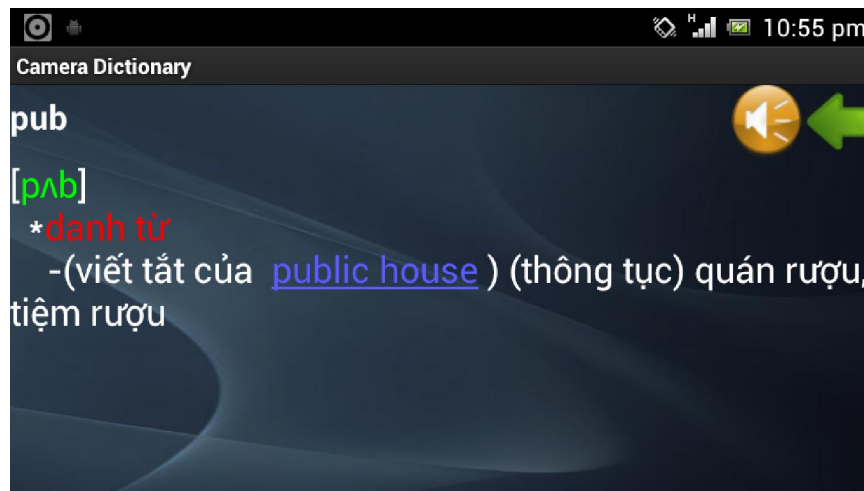 H 10:55 pm
Camera Dictionary
pub
[pʌb]
*danh từ
-(viết tắt của public house ) (thông tục) quán rượu,
tiệm rượu